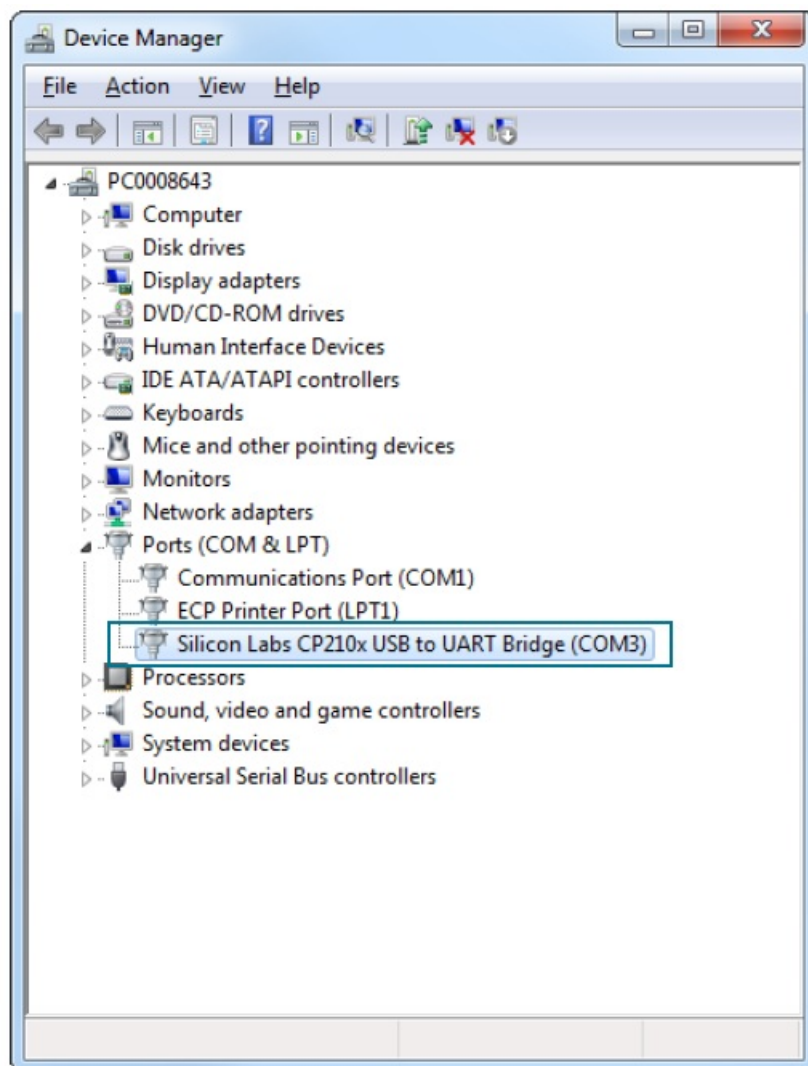 Device Manager
File Action View Help
PC0008643
Computer
Disk drives
Display adapters
DVD/CD-ROM drives
Human Interface Devices
IDE ATA/ATAPI controllers
Keyboards
Mice and other pointing devices
Monitors
Network adapters
Ports (COM & LPT)
Communications Port (COM1)
ECP Printer Port (LPT1)
Silicon Labs CP210x USB to UART Bridge (COM3)
Processors
Sound, video and game controllers
System devices
Universal Serial Bus controllers